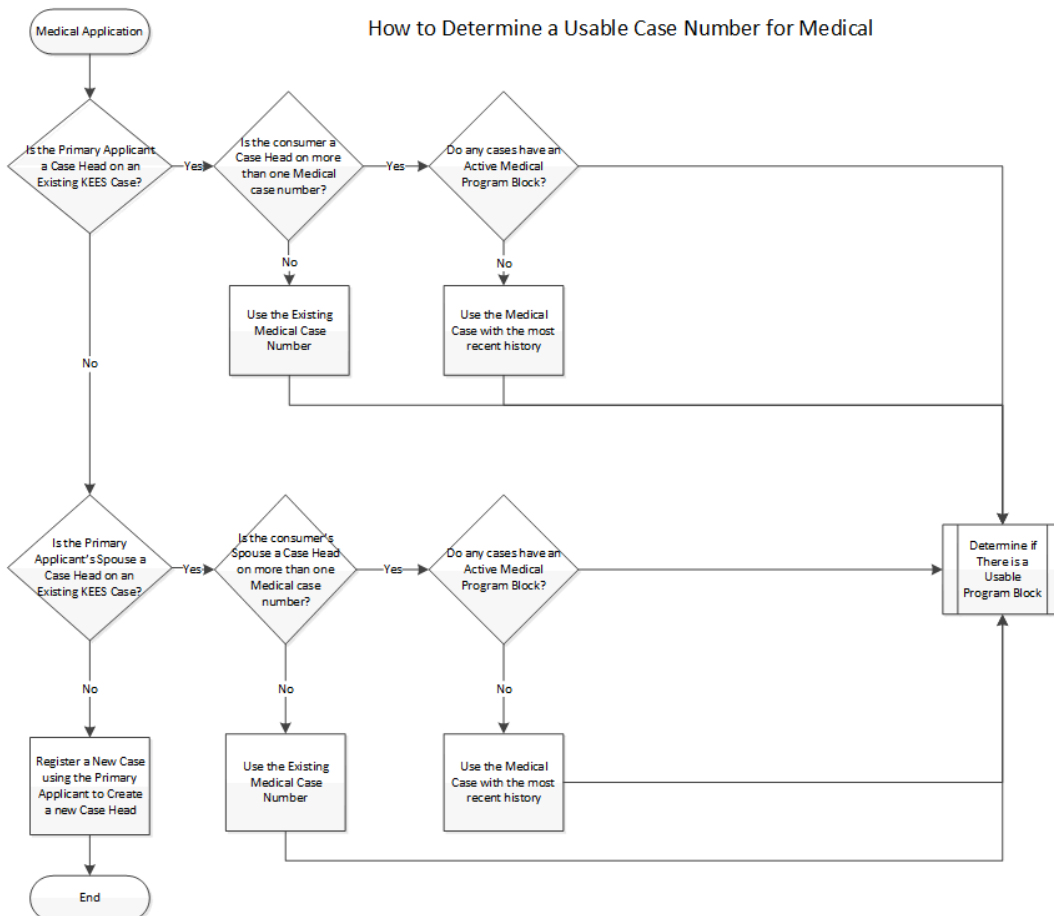 How to Determine a Usable Case Number for Medical
Medical Application
Is the Primary Applicant
a Case Head on an
Existing KEES Case?
Yes
Is the consumer a
Case Head on more
than one Medical
case number?
Yes
Do any cases have an
Active Medical
Program Block?
No
No
Use the Existing
Medical Case
Number
Use the Medical
Case with the most
recent history
No
Is the Primary
Applicant's Spouse a
Case Head on an
Existing KEES Case?
Yes
Is the consumer's
Spouse a Case Head
on more than one
Medical case
number?
Yes
Do any cases have an
Active Medical
Program Block?
Determine if
There is a
Usable
Program Block
No
No
No
Register a New Case
using the Primary
Applicant to Create
a new Case Head
Use the Existing
Medical Case
Number
Use the Medical
Case with the most
recent history
End